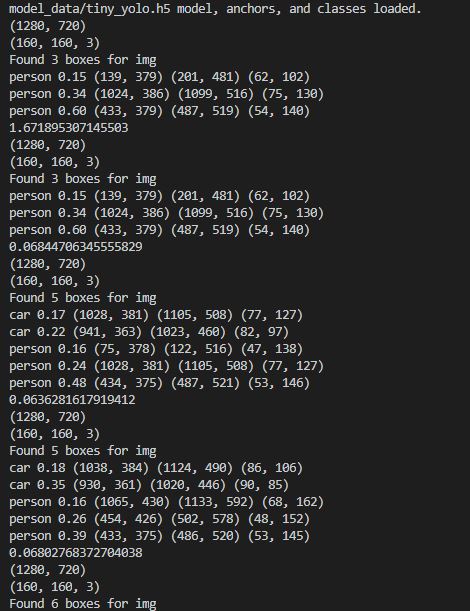 model_data/tiny_yolo.h5 model, anchors, and classes loaded.
(1280, 720)
(160, 160, 3)
Found 3 boxes for img
person 0.15 (139, 379) (201, 481) (62, 102)
person 0.34 (1024, 386) (1099, 516) (75, 130)
person 0.60 (433, 379) (487, 519) (54, 140)
1.671895307145503
(1280, 720)
(160, 160, 3)
Found 3 boxes for img
person 0.15 (139, 379) (201, 481) (62, 102)
person 0.34 (1024, 386) (1099, 516) (75, 130)
person 0.60 (433, 379) (487, 519) (54, 140)
0.06844706345555829
(1280, 720)
(160, 160, 3)
Found 5 boxes for img
car 0.17 (1028, 381) (1105, 508) (77, 127)
car 0.22 (941, 363) (1023, 460) (82, 97)
person 0.16 (75, 378) (122, 516) (47, 138)
person 0.24 (1028, 381) (1105, 508) (77, 127)
person 0.48 (434, 375) (487, 521) (53, 146)
0.0636281617919412
(1280, 720)
(160, 160, 3)
Found 5 boxes for img
car 0.18 (1038, 384) (1124, 490) (86, 106)
car 0.35 (930, 361) (1020, 446) (90, 85)
person 0.16 (1065, 430) (1133, 592) (68, 162)
person 0.26 (454, 426) (502, 578) (48, 152)
person 0.39 (433, 375) (486, 520) (53, 145)
0.06802768372704038
(1280, 720)
(160, 160, 3)
Found 6 boxes for img